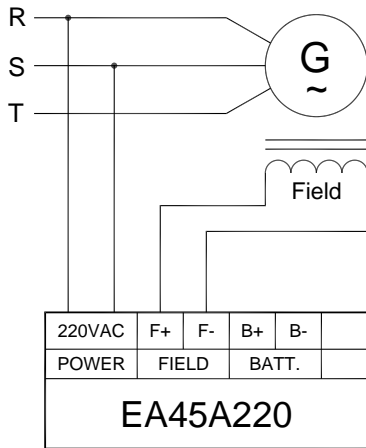 R
S
T
G
~
Field
220VAC F+ F- B+ B-
POWER FIELD BATT.
EA45A220